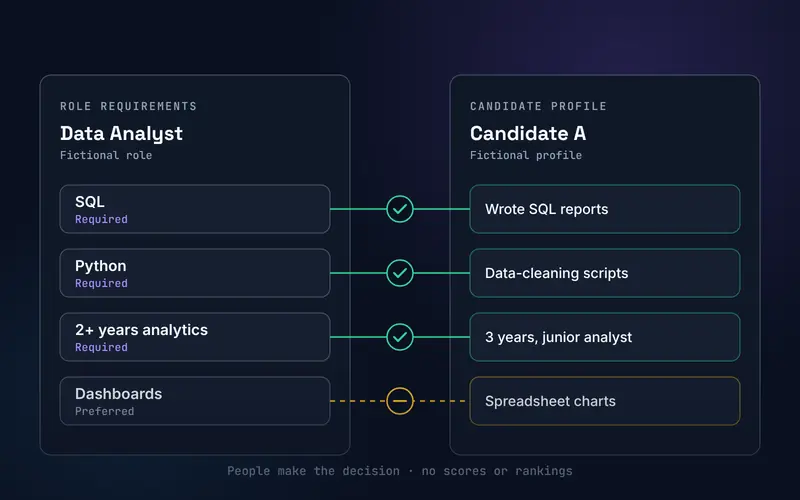 ROLE REQUIREMENTS
Data Analyst
Fictional role
SQL
Required
Python
Required
2+ years analytics
Required
Dashboards
Preferred
CANDIDATE PROFILE
Candidate A
Fictional profile
Wrote SQL reports
Data-cleaning scripts
3 years, junior analyst
Spreadsheet charts
People make the decision · no scores or rankings